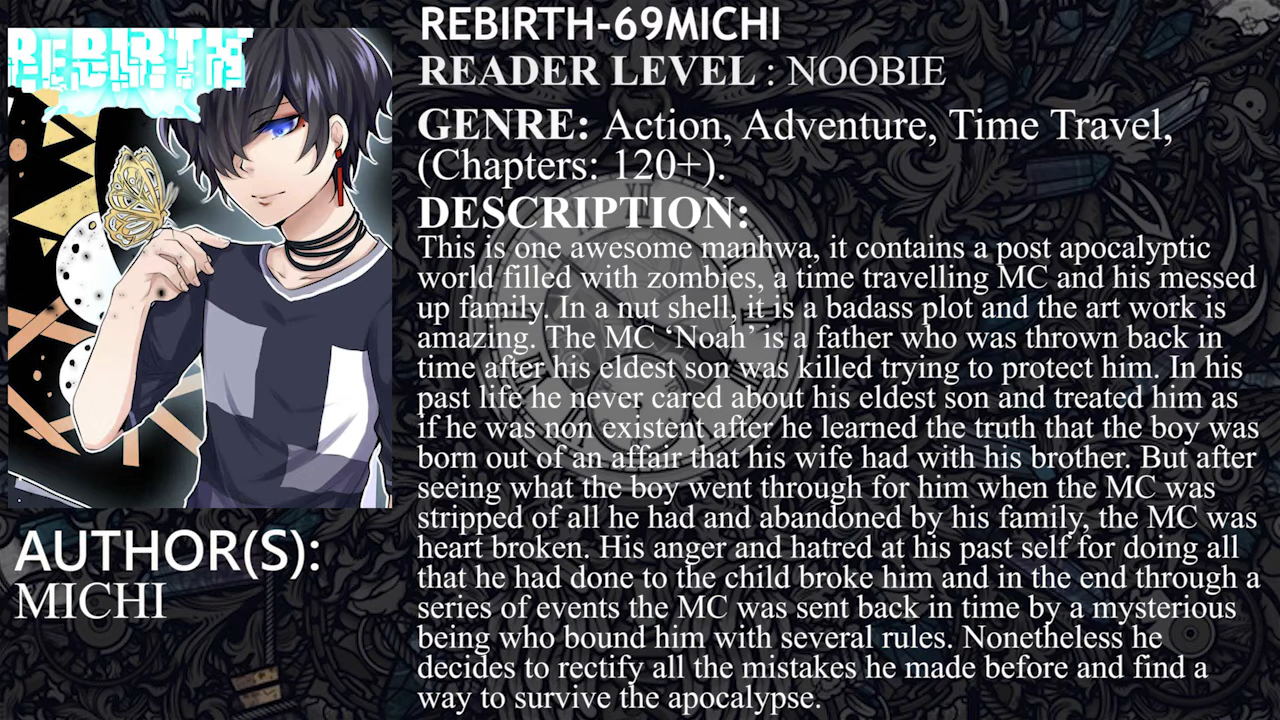 REBIRTH-69MICHI
READER LEVEL : NOOBIE
REBIRTH
GENRE: Action, Adventure, Time Travel,
(Chapters: 120+).
DESCRIPTION:
This is one awesome manhwa, it contains a post apocalyptic
world filled with zombies, a time travelling MC and his messed
up family. In a nut shell, it is a badass plot and the art work is
amazing. The MC ‘Noah’ is a father who was thrown back in
time after his eldest son was killed trying to protect him. In his
past life he never cared about his eldest son and treated him as
if he was non existent after he learned the truth that the boy was
born out of an affair that his wife had with his brother. But after
seeing what the boy went through for him when the MC was
stripped of all he had and abandoned by his family, the MC was
heart broken. His anger and hatred at his past self for doing all
that he had done to the child broke him and in the end through a
series of events the MC was sent back in time by a mysterious
being who bound him with several rules. Nonetheless he
decides to rectify all the mistakes he made before and find a
way to survive the apocalypse.
AUTHOR(S):
MICHI